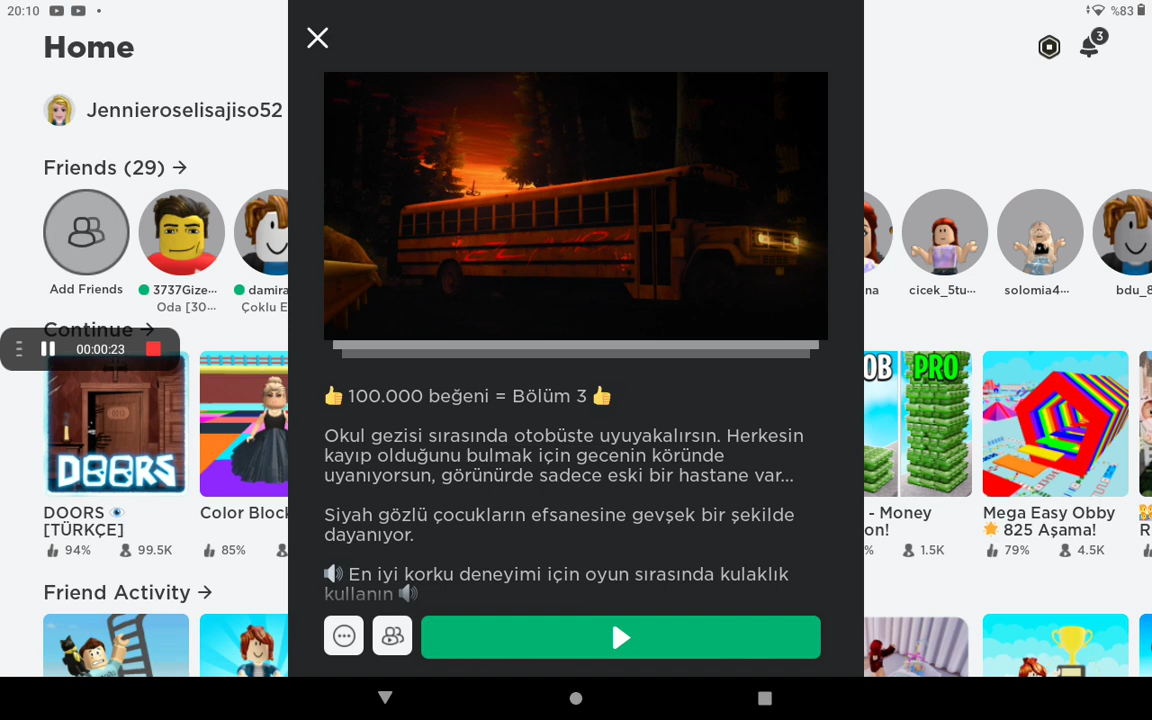 20:10
%83
Home
3
Jennieroselisajiso52
Friends (29) →
Add Friends
3737Gize...
Oda [30...
damira
Çoklu E
na
cicek_5tu...
solomia4...
bdu_8
Continue →
00:00:23
DOORS
DOORS 👁
[TÜRKÇE]
94% 99.5K
Color Block
85%
OB PRO
- Money
on!
% 1.5K
Mega Easy Obby
🌟 825 Aşama!
79% 4.5K
R
Friend Activity →
👍 100.000 beğeni = Bölüm 3 👍
Okul gezisi sırasında otobüste uyuyakalırsın. Herkesin
kayıp olduğunu bulmak için gecenin köründe
uyanıyorsun, görünürde sadece eski bir hastane var...
Siyah gözlü çocukların efsanesine gevşek bir şekilde
dayanıyor.
🔊 En iyi korku deneyimi için oyun sırasında kulaklık
kullanın 🔊